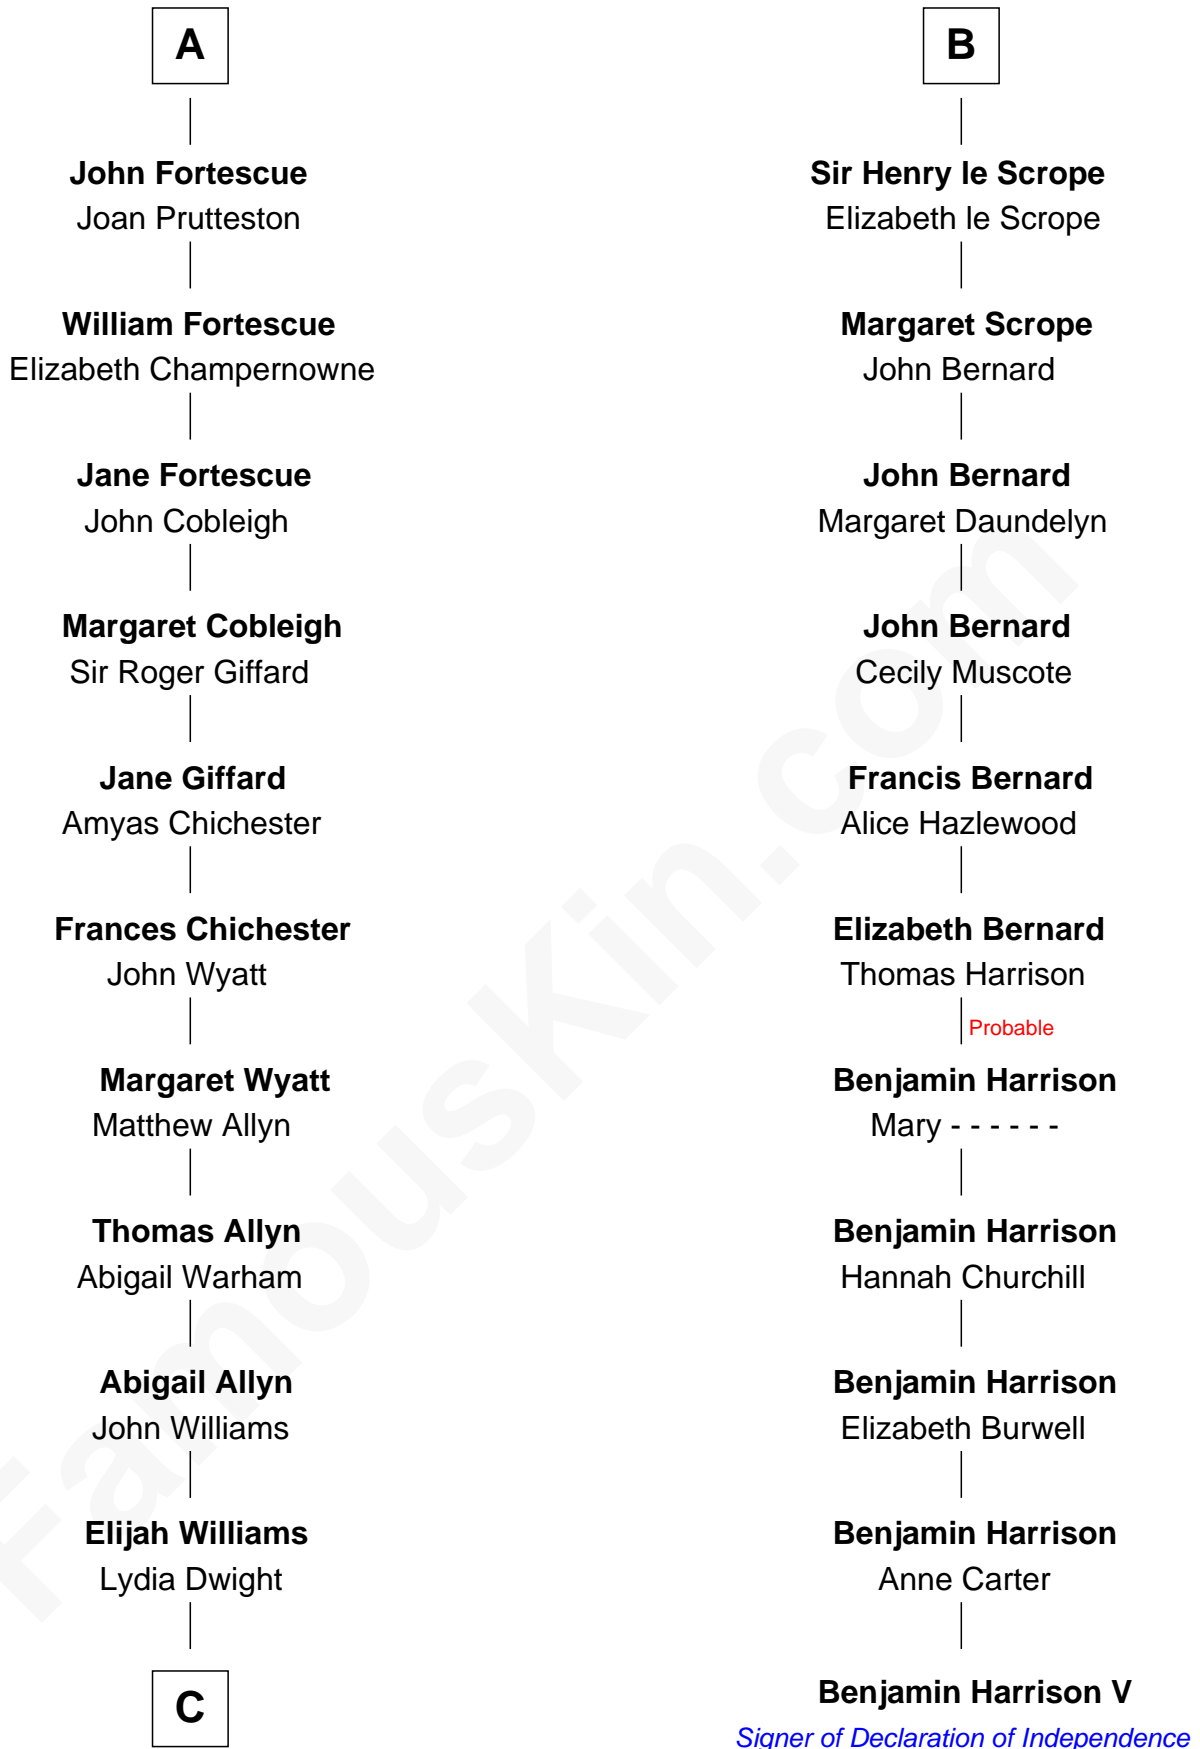 A
John Fortescue
Joan Prutteston
William Fortescue
Elizabeth Champernowne
Jane Fortescue
John Cobleigh
Margaret Cobleigh
Sir Roger Giffard
Jane Giffard
Amyas Chichester
Frances Chichester
John Wyatt
Margaret Wyatt
Matthew Allyn
Thomas Allyn
Abigail Warham
Abigail Allyn
John Williams
Elijah Williams
Lydia Dwight
C
B
Sir Henry le Scrope
Elizabeth le Scrope
Margaret Scrope
John Bernard
John Bernard
Margaret Daundelyn
John Bernard
Cecily Muscote
Francis Bernard
Alice Hazlewood
Elizabeth Bernard
Thomas Harrison
Probable
Benjamin Harrison
Mary - - - - - -
Benjamin Harrison
Hannah Churchill
Benjamin Harrison
Elizabeth Burwell
Benjamin Harrison
Anne Carter
Benjamin Harrison V
Signer of Declaration of Independence
FamousKin.com